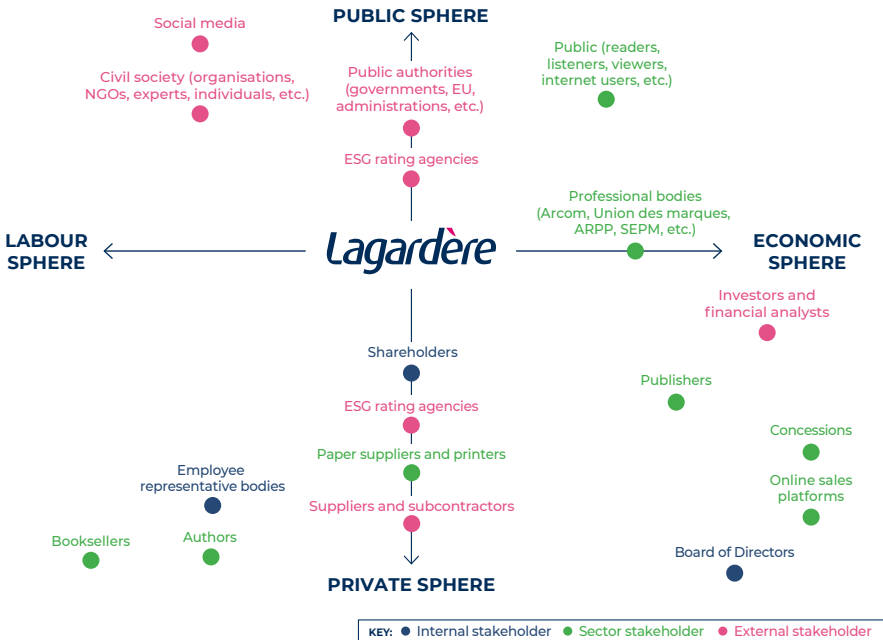 PUBLIC SPHERE
Social media
Civil society (organisations,
NGOs, experts, individuals, etc.)
Public authorities
(governments, EU,
administrations, etc.)
ESG rating agencies
Public (readers,
listeners, viewers,
internet users, etc.)
Professional bodies
(Arcom, Union des marques,
ARPP, SEPM, etc.)
LABOUR
SPHERE
Lagardère
ECONOMIC
SPHERE
Investors and
financial analysts
Shareholders
ESG rating agencies
Paper suppliers and printers
Suppliers and subcontractors
Publishers
Concessions
Online sales
platforms
Board of Directors
Employee
representative bodies
Booksellers
Authors
PRIVATE SPHERE
KEY: Internal stakeholder Sector stakeholder External stakeholder